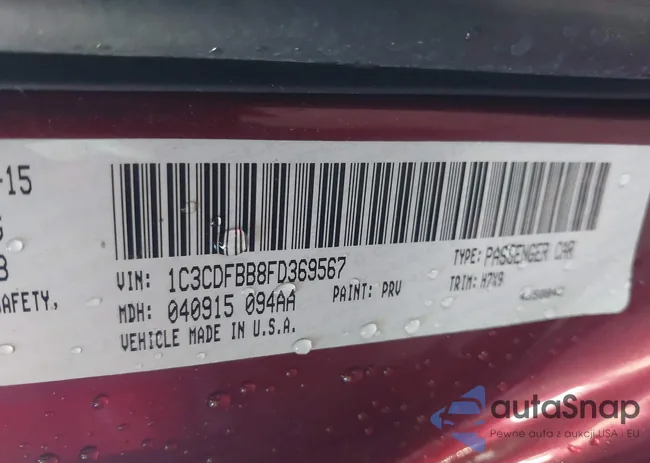 -15
VIN: 1C3CDFBB8FD369567 TYPE: PASSENGER CAR
SAFETY, MDH: 040915 094AA PAINT: PRV TRIM: H7X9
VEHICLE MADE IN U.S.A.
autaSnap
Pewne auta z aukcji USA i EU